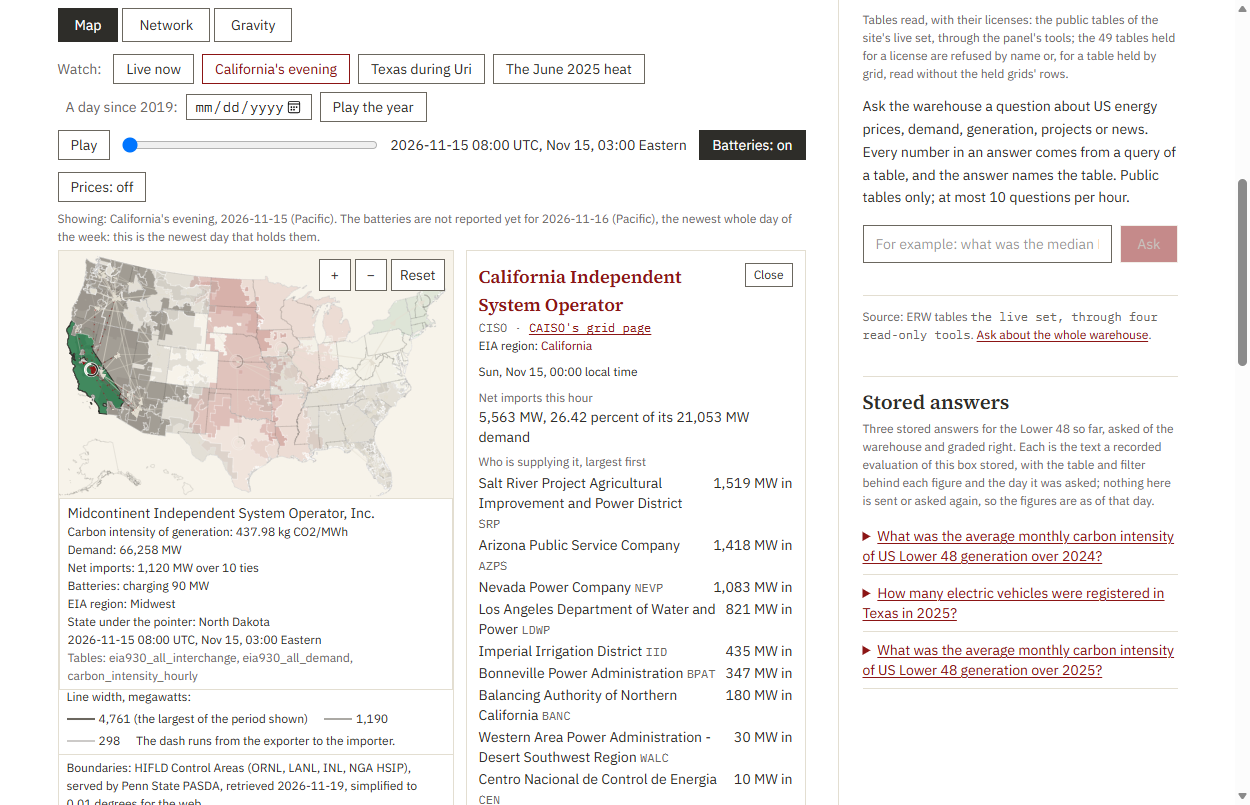 Map
Network
Gravity
Watch:
Live now
California's evening
Texas during Uri
The June 2025 heat
A day since 2019:
mm/dd/yyyy
Play the year
Play
2026-11-15 08:00 UTC, Nov 15, 03:00 Eastern
Batteries: on
Prices: off
Showing: California's evening, 2026-11-15 (Pacific). The batteries are not reported yet for 2026-11-16 (Pacific), the newest whole day of
the week: this is the newest day that holds them.
+
−
Reset
Midcontinent Independent System Operator, Inc.
Carbon intensity of generation: 437.98 kg CO2/MWh
Demand: 66,258 MW
Net imports: 1,120 MW over 10 ties
Batteries: charging 90 MW
EIA region: Midwest
State under the pointer: North Dakota
2026-11-15 08:00 UTC, Nov 15, 03:00 Eastern
Tables: eia930_all_interchange, eia930_all_demand,
carbon_intensity_hourly
Line width, megawatts:
4,761 (the largest of the period shown)
1,190
298
The dash runs from the exporter to the importer.
Boundaries: HIFLD Control Areas (ORNL, LANL, INL, NGA HSIP),
served by Penn State PASDA, retrieved 2026-11-19, simplified to
0.01 degrees for the web
California Independent
System Operator
Close
CISO · CAISO's grid page
EIA region: California
Sun, Nov 15, 00:00 local time
Net imports this hour
5,563 MW, 26.42 percent of its 21,053 MW
demand
Who is supplying it, largest first
Salt River Project Agricultural
Improvement and Power District
SRP
1,519 MW in
Arizona Public Service Company
AZPS
1,418 MW in
Nevada Power Company NEVP
1,083 MW in
Los Angeles Department of Water and
Power LDWP
821 MW in
Imperial Irrigation District IID
435 MW in
Bonneville Power Administration BPAT
347 MW in
Balancing Authority of Northern
California BANC
180 MW in
Western Area Power Administration -
Desert Southwest Region WALC
30 MW in
Centro Nacional de Control de Energia
CEN
10 MW in
Tables read, with their licenses: the public tables of the
site's live set, through the panel's tools; the 49 tables held
for a license are refused by name or, for a table held by
grid, read without the held grids' rows.
Ask the warehouse a question about US energy
prices, demand, generation, projects or news.
Every number in an answer comes from a query of
a table, and the answer names the table. Public
tables only; at most 10 questions per hour.
For example: what was the median
Ask
Source: ERW tables the live set, through four
read-only tools. Ask about the whole warehouse.
Stored answers
Three stored answers for the Lower 48 so far, asked of the
warehouse and graded right. Each is the text a recorded
evaluation of this box stored, with the table and filter
behind each figure and the day it was asked; nothing here
is sent or asked again, so the figures are as of that day.
What was the average monthly carbon intensity
of US Lower 48 generation over 2024?
How many electric vehicles were registered in
Texas in 2025?
What was the average monthly carbon intensity
of US Lower 48 generation over 2025?